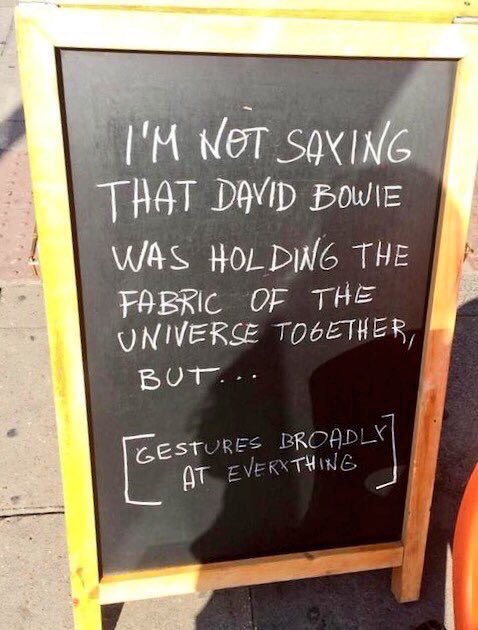 I'M NOT SAYING
THAT DAVID BOWIE
WAS HOLDING THE
FABRIC OF THE
UNIVERSE TOGETHER,
BUT...
[GESTURES BROADLY
AT EVERYTHING]